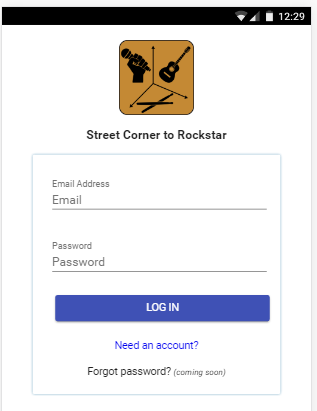 12:29
Street Corner to Rockstar
Email Address
Email
Password
Password
LOG IN
Need an account?
Forgot password? (coming soon)